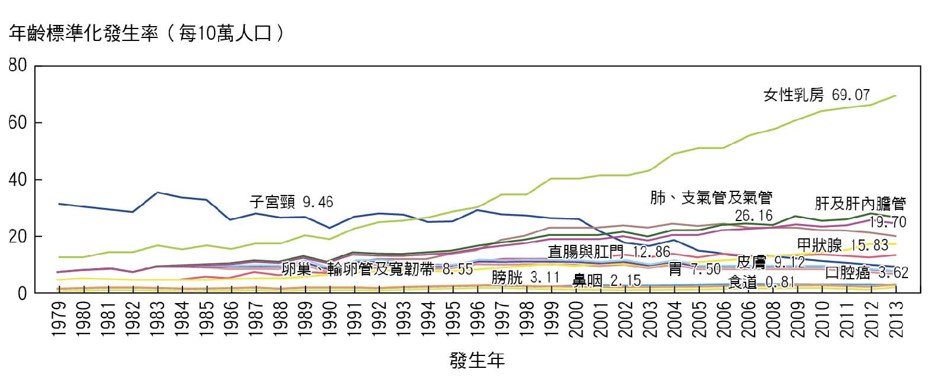 年齡標準化發生率（每10萬人口）
80
女性乳房 69.07
60
40
子宮頸 9.46
肺、支氣管及氣管
26.16
肝及肝內膽管
19.70
20
直腸與肛門 12.86
甲狀腺 15.83
卵巢、輸卵管及寬韌帶 8.55
胃 7.50
皮膚 9.12
膀胱 3.11
鼻咽 2.15
食道 0.81
口腔癌 3.62
0
1979 1980 1981 1982 1983 1984 1985 1986 1987 1988 1989 1990 1991 1992 1993 1994 1995 1996 1997 1998 1999 2000 2001 2002 2003 2004 2005 2006 2007 2008 2009 2010 2011 2012 2013
發生年